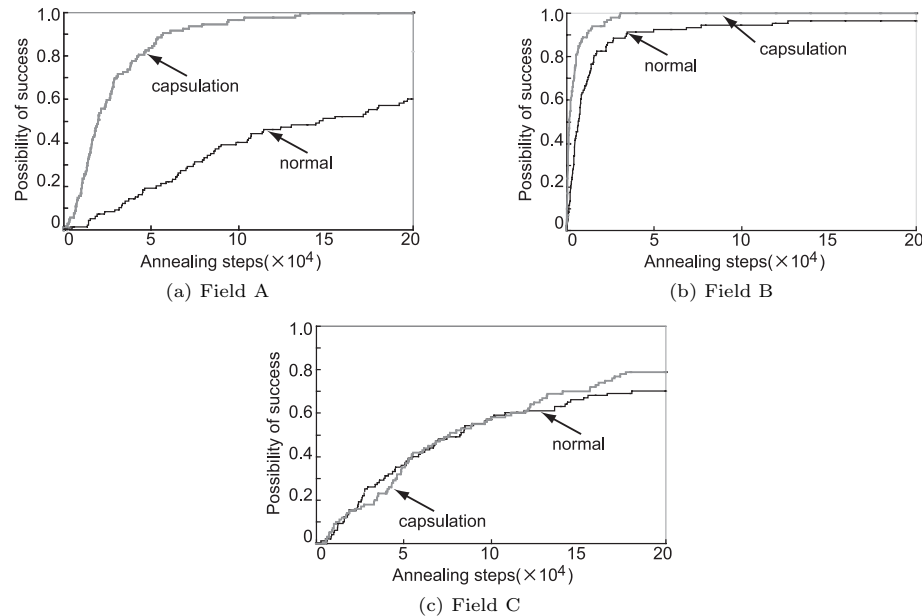 1.0
0.8
0.6
0.4
0.2
0
Possibility of success
capsulation
normal
0 5 10 15 20
Annealing steps(×10⁴)
(a) Field A
1.0
0.8
0.6
0.4
0.2
0
Possibility of success
capsulation
normal
0 5 10 15 20
Annealing steps(×10⁴)
(b) Field B
1.0
0.8
0.6
0.4
0.2
0
Possibility of success
normal
capsulation
0 5 10 15 20
Annealing steps(×10⁴)
(c) Field C